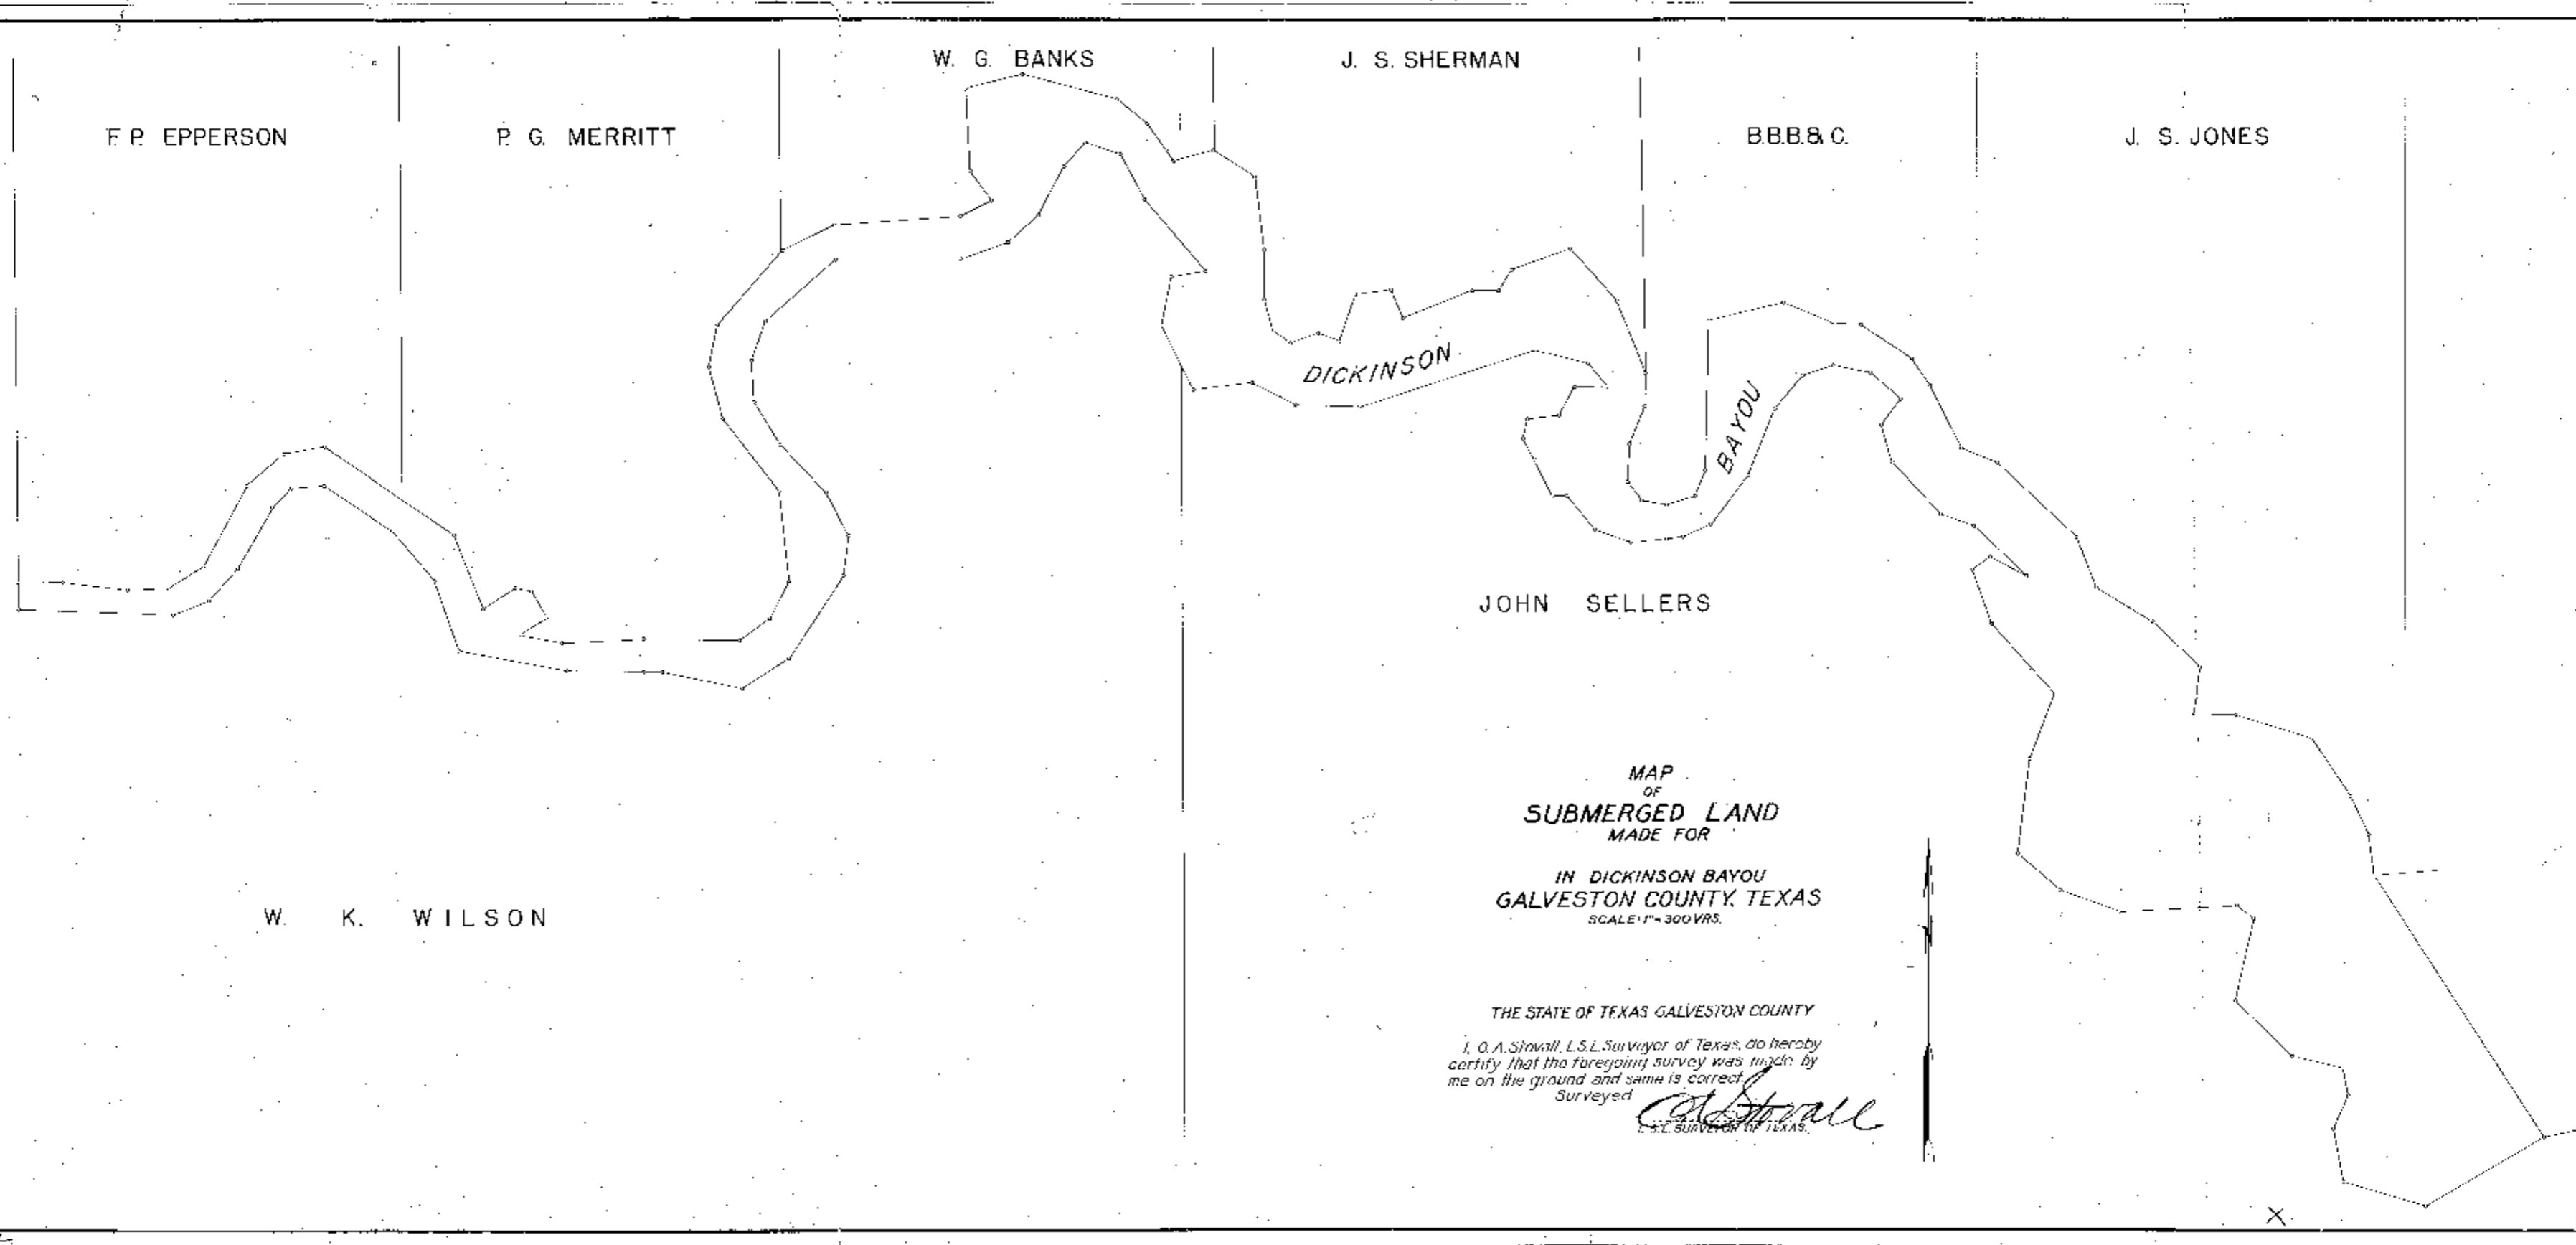 W. G. BANKS
J. S. SHERMAN
F. P. EPPERSON
P. G. MERRITT
B.B.B.& C.
J. S. JONES
DICKINSON
BAYOU
JOHN SELLERS
W. K. WILSON
MAP
OF
SUBMERGED LAND
MADE FOR
IN DICKINSON BAYOU
GALVESTON COUNTY, TEXAS
SCALE: 1"=300 VRS.
THE STATE OF TEXAS GALVESTON COUNTY
I, O. A. Stovall, L.S.L. Surveyor of Texas, do hereby
certify that the foregoing survey was made by
me on the ground and same is correct.
Surveyed
O A Stovall
L.S.L. SURVEYOR OF TEXAS.